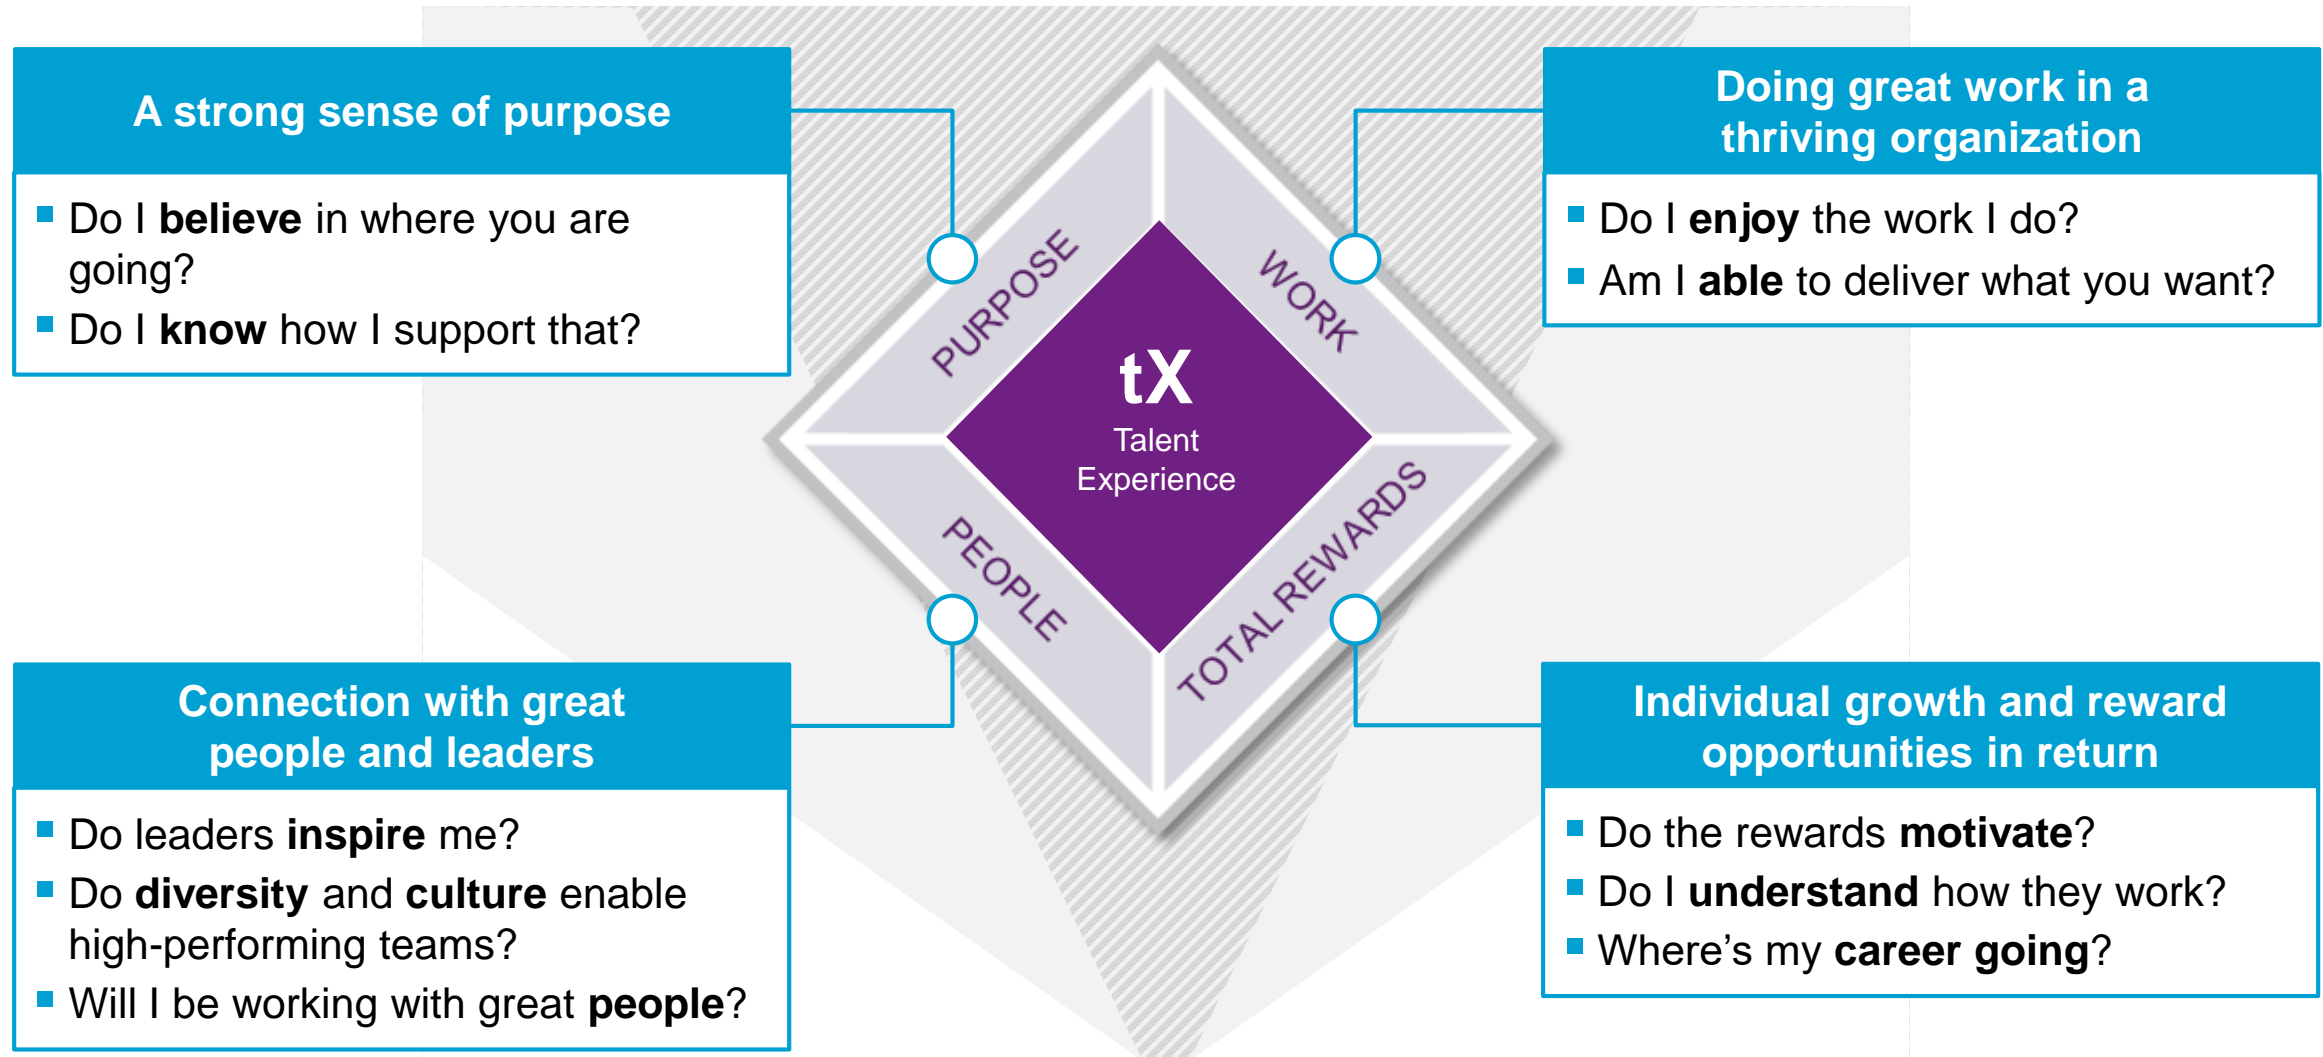 A strong sense of purpose
Do I believe in where you are
going?
Do I know how I support that?
Doing great work in a
thriving organization
Do I enjoy the work I do?
Am I able to deliver what you want?
PURPOSE
WORK
tX
Talent
Experience
PEOPLE
TOTAL REWARDS
Connection with great
people and leaders
Do leaders inspire me?
Do diversity and culture enable
high-performing teams?
Will I be working with great people?
Individual growth and reward
opportunities in return
Do the rewards motivate?
Do I understand how they work?
Where’s my career going?